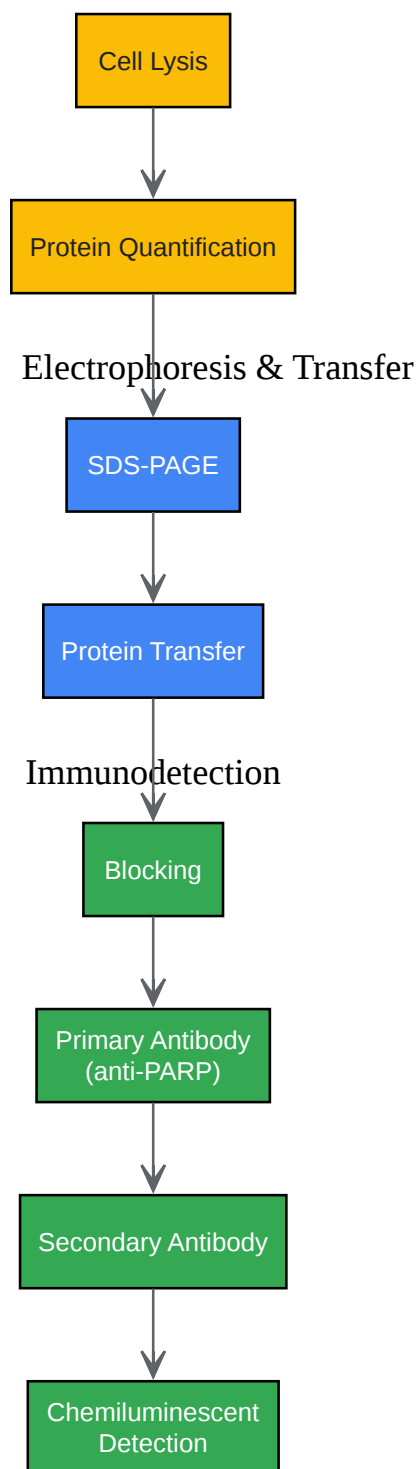 Cell Lysis
Protein Quantification
Electrophoresis & Transfer
SDS-PAGE
Protein Transfer
Immunodetection
Blocking
Primary Antibody
(anti-PARP)
Secondary Antibody
Chemiluminescent
Detection